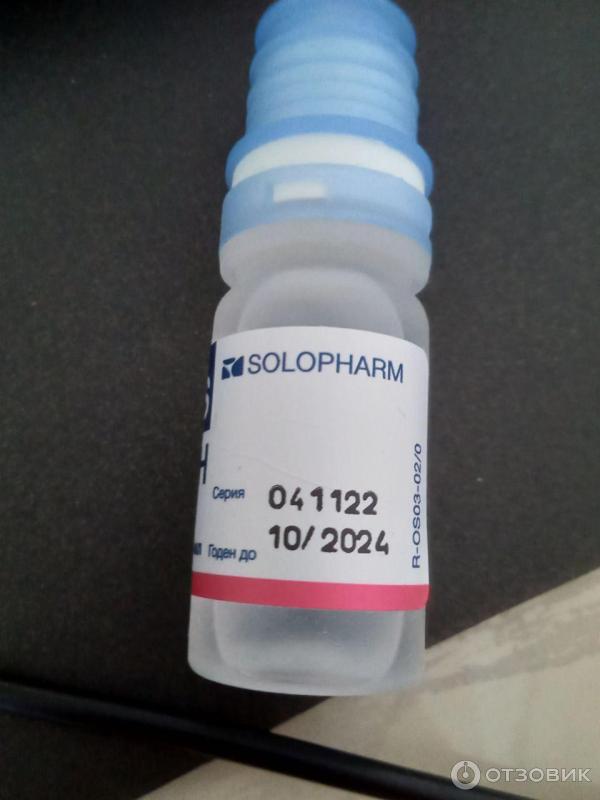 SOLOPHARM
Серия 041122
Годен до 10/2024
R-OS03-02/0
ОТЗОВИК